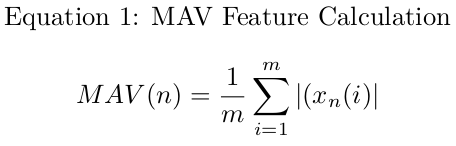 Equation 1: MAV Feature Calculation
$MAV(n) = \frac{1}{m} \sum_{i=1}^{m} |(x_n(i)|$